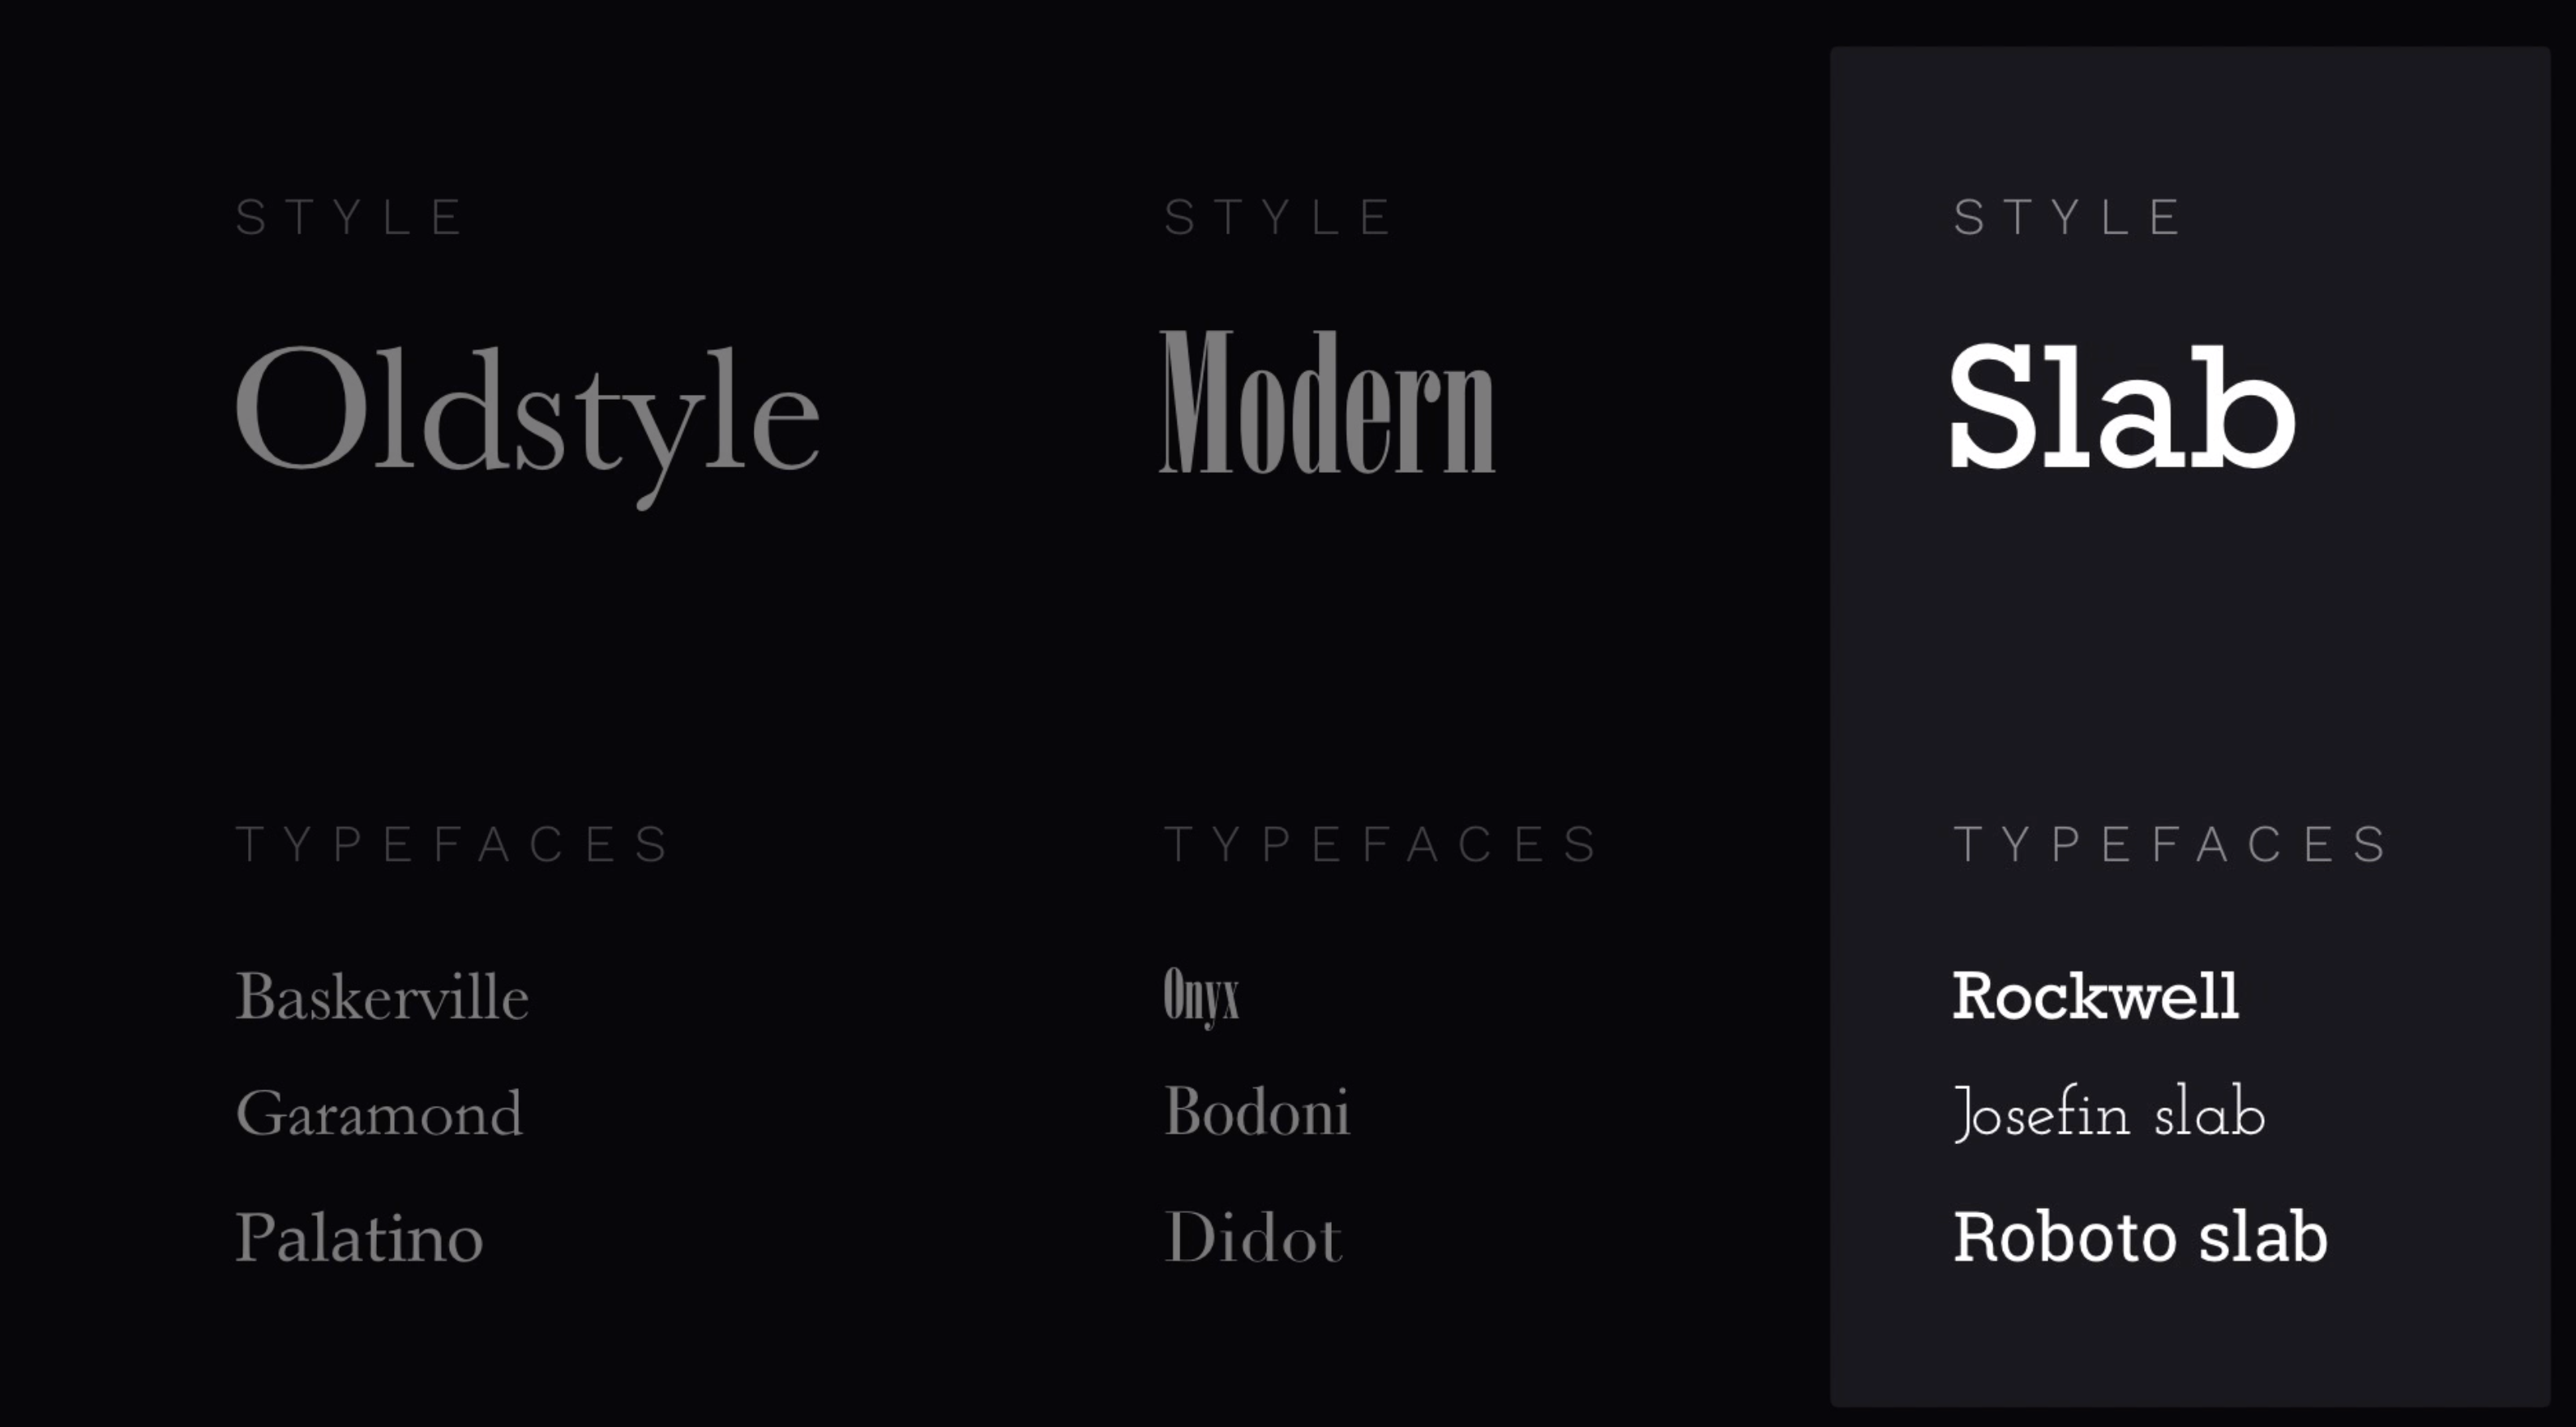 STYLE
Oldstyle
TYPEFACES
Baskerville
Garamond
Palatino
STYLE
Modern
TYPEFACES
Onyx
Bodoni
Didot
STYLE
Slab
TYPEFACES
Rockwell
Josefin slab
Roboto slab